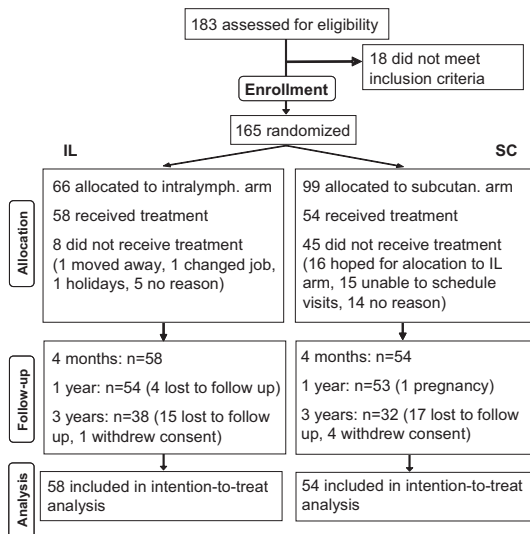 183 assessed for eligibility
18 did not meet
inclusion criteria
Enrollment
165 randomized
IL
SC
Allocation
66 allocated to intralymph. arm
58 received treatment
8 did not receive treatment
(1 moved away, 1 changed job,
1 holidays, 5 no reason)
99 allocated to subcutan. arm
54 received treatment
45 did not receive treatment
(16 hoped for alocation to IL
arm, 15 unable to schedule
visits, 14 no reason)
Follow-up
4 months: n=58
1 year: n=54 (4 lost to follow up)
3 years: n=38 (15 lost to follow
up, 1 withdrew consent)
4 months: n=54
1 year: n=53 (1 pregnancy)
3 years: n=32 (17 lost to follow
up, 4 withdrew consent)
Analysis
58 included in intention-to-treat
analysis
54 included in intention-to-treat
analysis